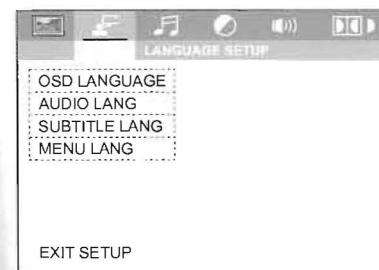 LANGUAGE SETUP
OSD LANGUAGE
AUDIO LANG
SUBTITLE LANG
MENU LANG
EXIT SETUP